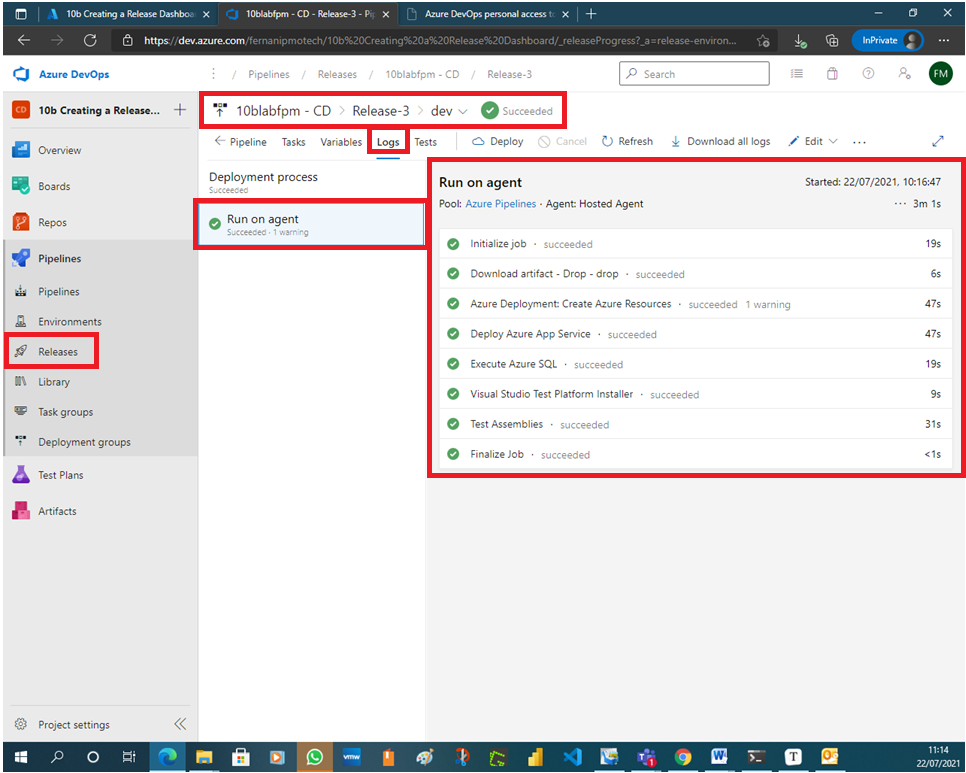 10b Creating a Release Dashboa
10blabfpm - CD - Release-3 - Pip
Azure DevOps personal access to
https://dev.azure.com/fernanipmotech/10b%20Creating%20a%20Release%20Dashboard/_releaseProgress?_a=release-environ...
InPrivate
Azure DevOps
/ Pipelines / Releases / 10blabfpm - CD / Release-3
Search
FM
CD 10b Creating a Release...
Overview
Boards
Repos
Pipelines
Pipelines
Environments
Releases
Library
Task groups
Deployment groups
Test Plans
Artifacts
Project settings
10blabfpm - CD > Release-3 > dev Succeeded
Pipeline Tasks Variables Logs Tests Deploy Cancel Refresh Download all logs Edit ...
Deployment process
Succeeded
Run on agent
Succeeded · 1 warning
Run on agent
Started: 22/07/2021, 10:16:47
Pool: Azure Pipelines · Agent: Hosted Agent
... 3m 1s
Initialize job · succeeded 19s
Download artifact - Drop - drop · succeeded 6s
Azure Deployment: Create Azure Resources · succeeded 1 warning 47s
Deploy Azure App Service · succeeded 47s
Execute Azure SQL · succeeded 19s
Visual Studio Test Platform Installer · succeeded 9s
Test Assemblies · succeeded 31s
Finalize Job · succeeded <1s
vmw
1
T
11:14
22/07/2021